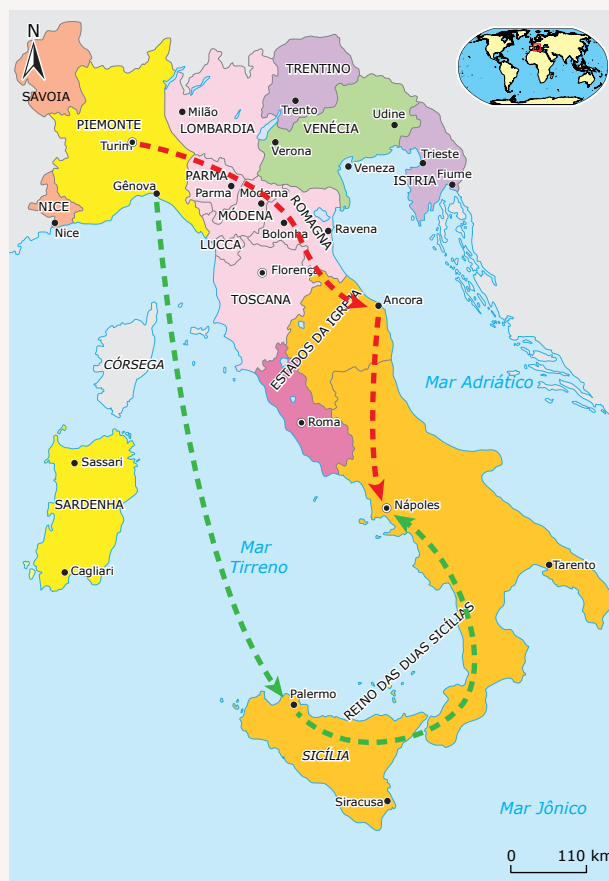 N
SAVOIA
TRENTINO
Trento
Milão
LOMBARDIA
PIEMONTE
Turim
VENÉCIA
Udine
Verona
Veneza
Trieste
ISTRIA
Fiume
Gênova
PARMA
Parma
Módema
MÓDENA
ROMAGNA
Bolonha
Ravena
NICE
Nice
LUCCA
Florença
TOSCANA
Ancora
ESTADOS DA IGREJA
CÓRSEGA
Mar Adriático
Roma
Sassari
SARDENHA
Cagliari
Nápoles
Mar
Tirreno
Tarento
REINO DAS DUAS SICÍLIAS
Palermo
SICÍLIA
Siracusa
Mar Jônico
0 110 km